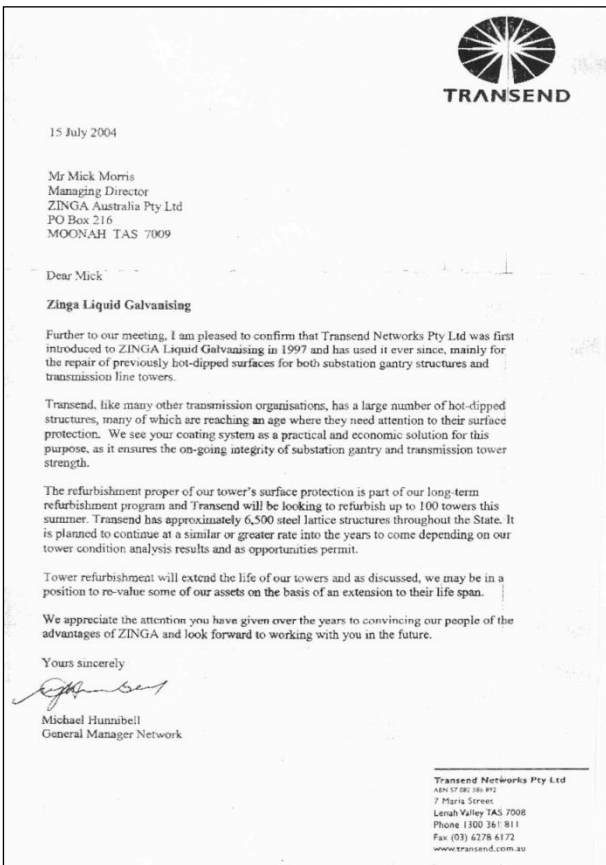 TRANSEND
15 July 2004
Mr Mick Morris
Managing Director
ZINGA Australia Pty Ltd
PO Box 216
MOONAH TAS 7009
Dear Mick
Zinga Liquid Galvanising
Further to our meeting, I am pleased to confirm that Transend Networks Pty Ltd was first
introduced to ZINGA Liquid Galvanising in 1997 and has used it ever since, mainly for
the repair of previously hot-dipped surfaces for both substation gantry structures and
transmission line towers.
Transend, like many other transmission organisations, has a large number of hot-dipped
structures, many of which are reaching an age where they need attention to their surface
protection. We see your coating system as a practical and economic solution for this
purpose, as it ensures the on-going integrity of substation gantry and transmission tower
strength.
The refurbishment proper of our tower's surface protection is part of our long-term
refurbishment program and Transend will be looking to refurbish up to 100 towers this
summer. Transend has approximately 6,500 steel lattice structures throughout the State. It
is planned to continue at a similar or greater rate into the years to come depending on our
tower condition analysis results and as opportunities permit.
Tower refurbishment will extend the life of our towers and as discussed, we may be in a
position to re-value some of our assets on the basis of an extension to their life span.
We appreciate the attention you have given over the years to convincing our people of the
advantages of ZINGA and look forward to working with you in the future.
Yours sincerely
Michael Hunnibell
General Manager Network
Transend Networks Pty Ltd
ABN 57 082 586 892
7 Maria Street
Lenah Valley TAS 7008
Phone 1300 361 811
Fax (03) 6278 6172
www.transend.com.au